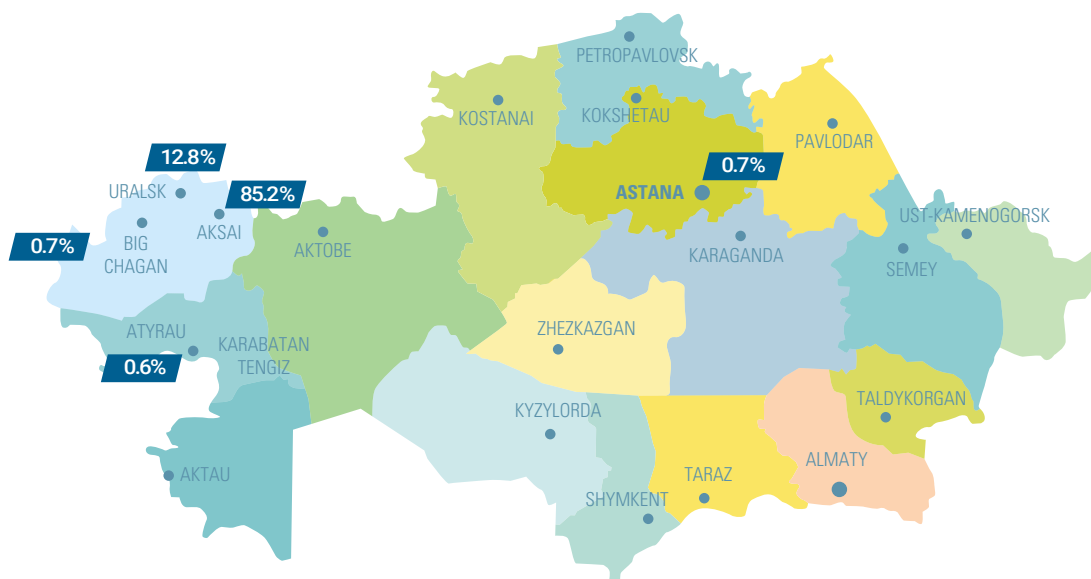 PETROPAVLOVSK
KOSTANAI
KOKSHETAU
PAVLODAR
12.8%
0.7%
URALSK
85.2%
ASTANA
UST-KAMENOGORSK
0.7%
BIG
CHAGAN
AKSAI
AKTOBE
KARAGANDA
SEMEY
ATYRAU
KARABATAN
TENGIZ
ZHEZKAZGAN
0.6%
TALDYKORGAN
KYZYLORDA
AKTAU
TARAZ
ALMATY
SHYMKENT